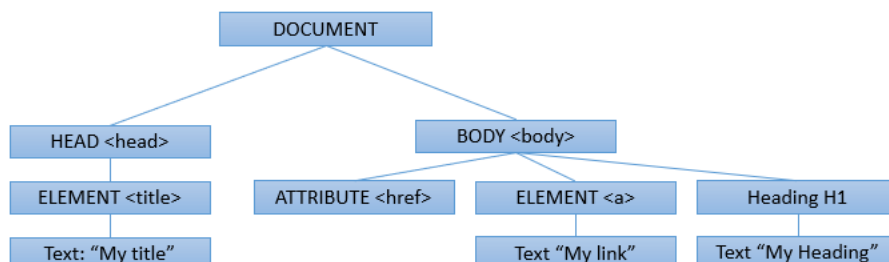 DOCUMENT
HEAD <head>
BODY <body>
ELEMENT <title>
ATTRIBUTE <href>
ELEMENT <a>
Heading H1
Text: “My title”
Text “My link”
Text “My Heading”